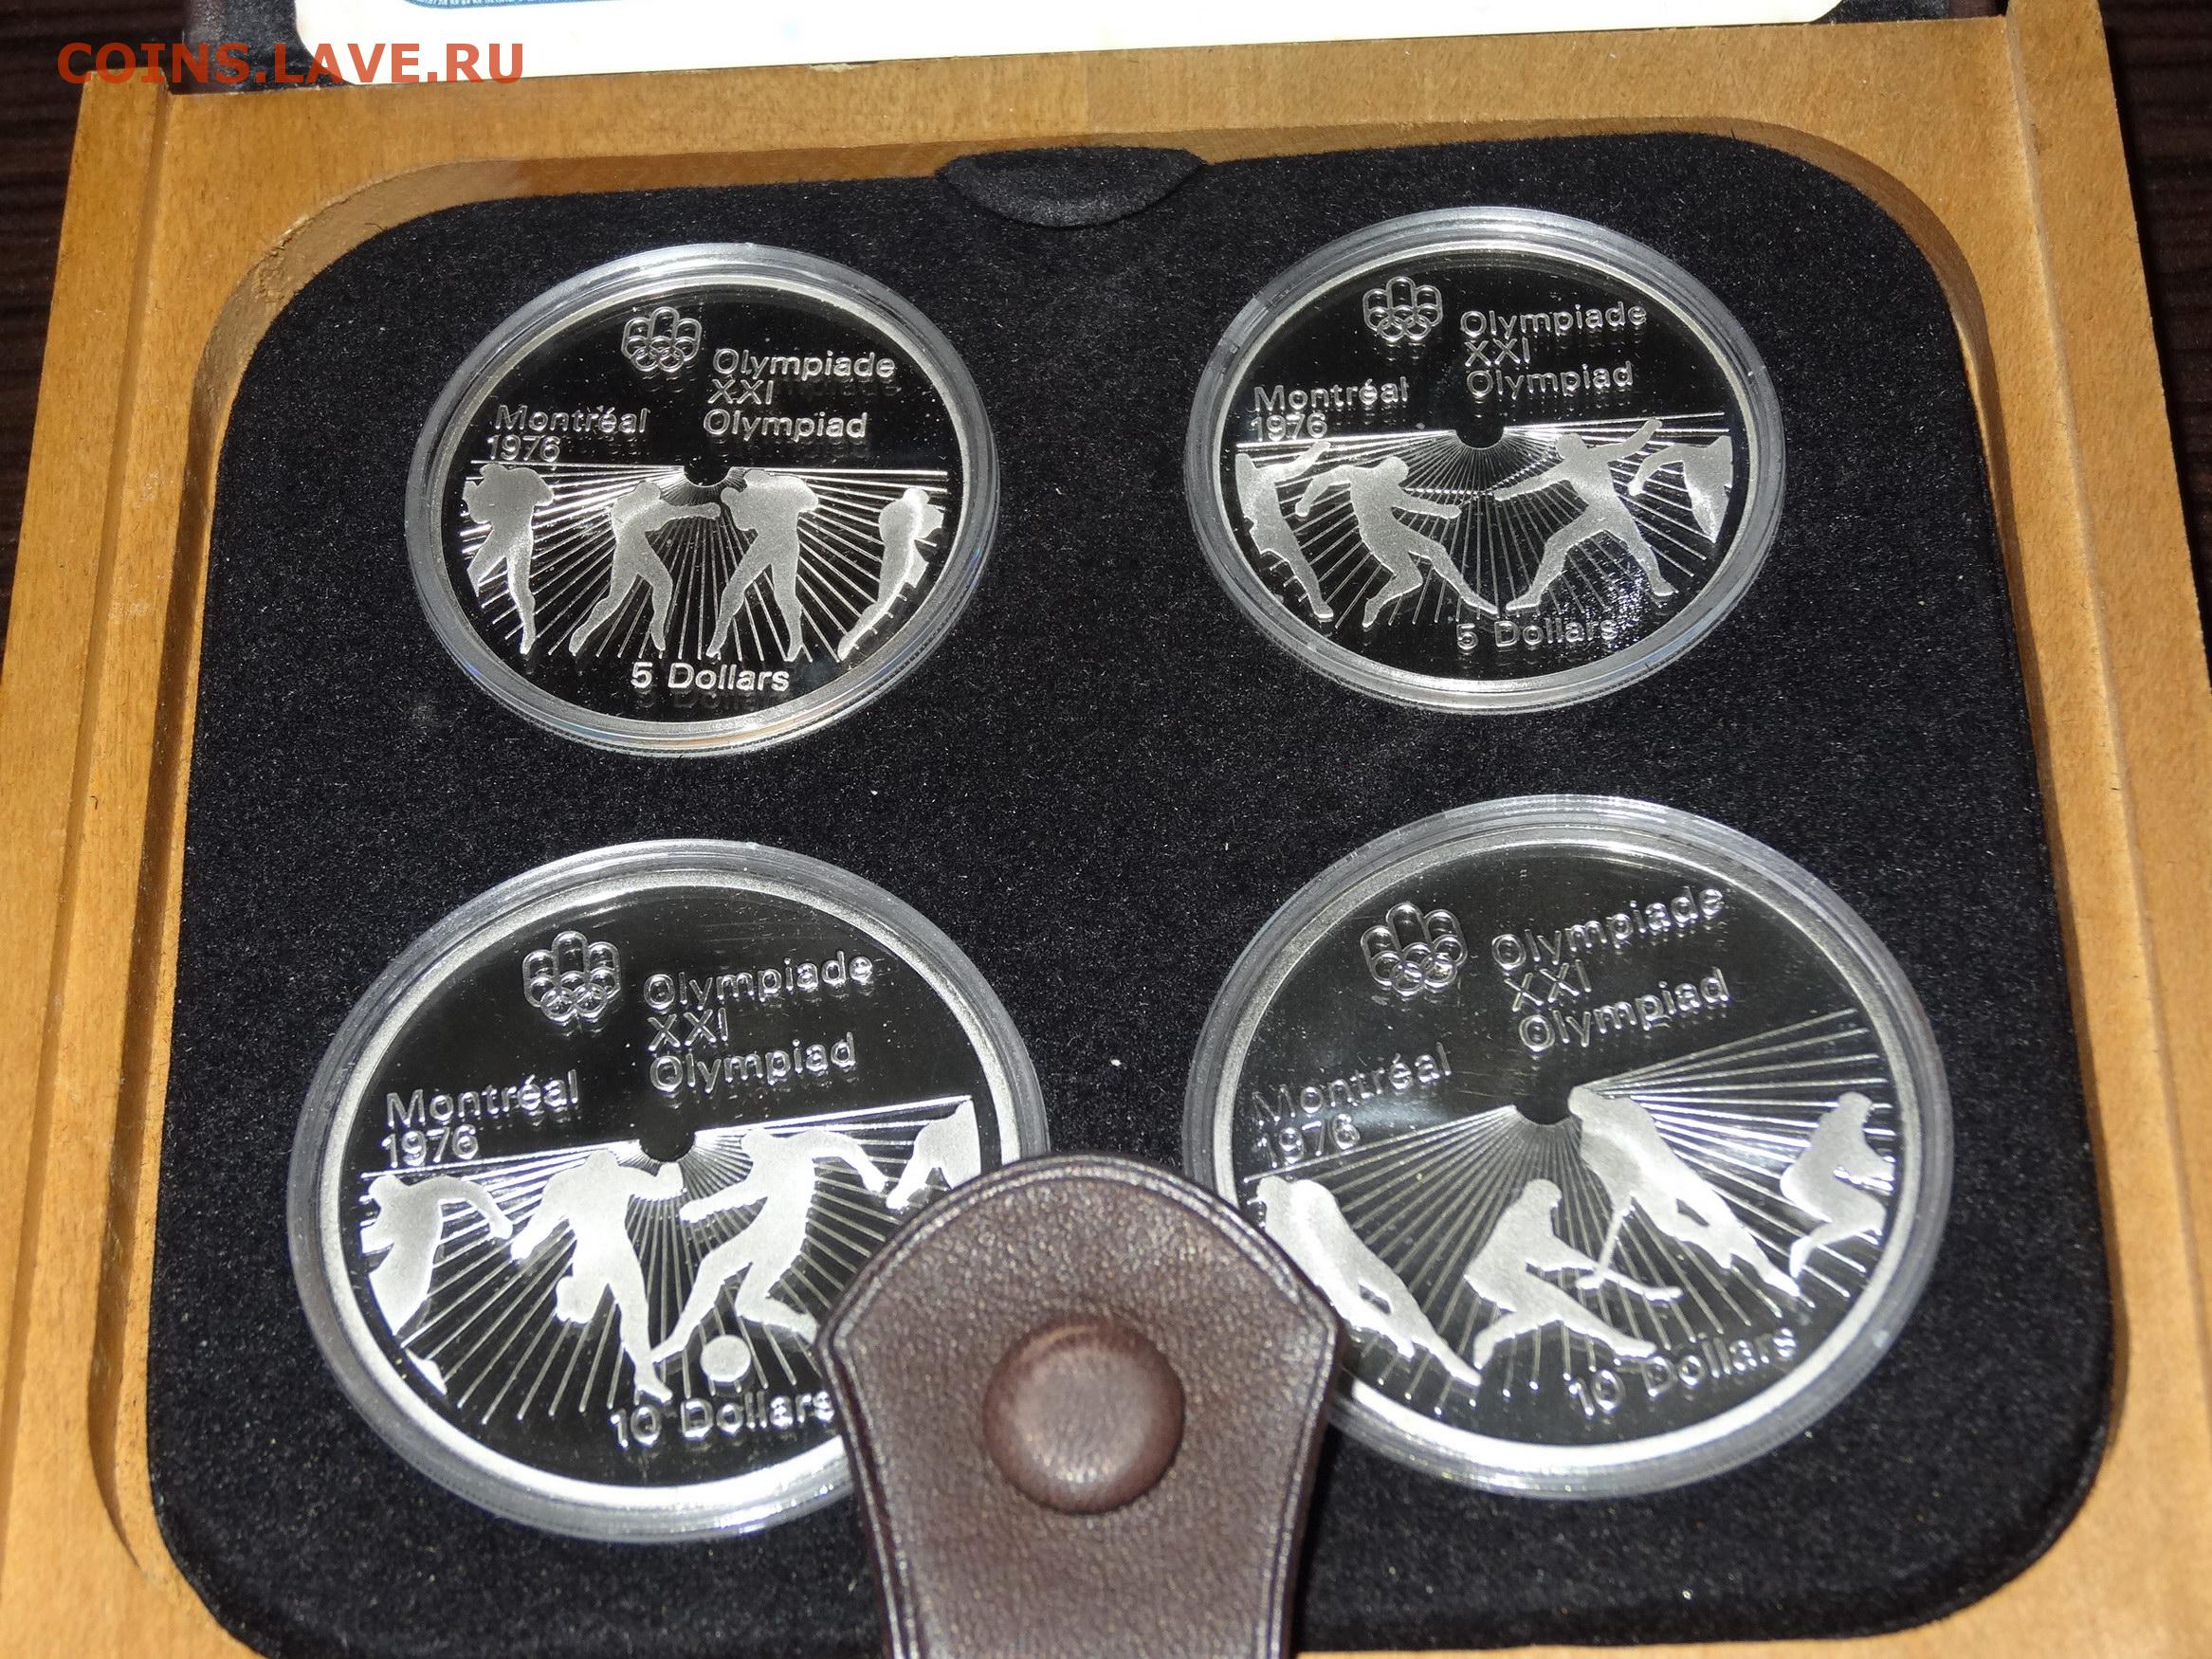 COINS.LAVE.RU
Olympiade
XXI
Olympiad
Montréal
1976
5 Dollars
Olympiade
XXI
Olympiad
Montréal
1976
5 Dollars
Olympiade
XXI
Olympiad
Montréal
1976
10 Dollars
Olympiade
XXI
Olympiad
Montréal
1976
10 Dollars